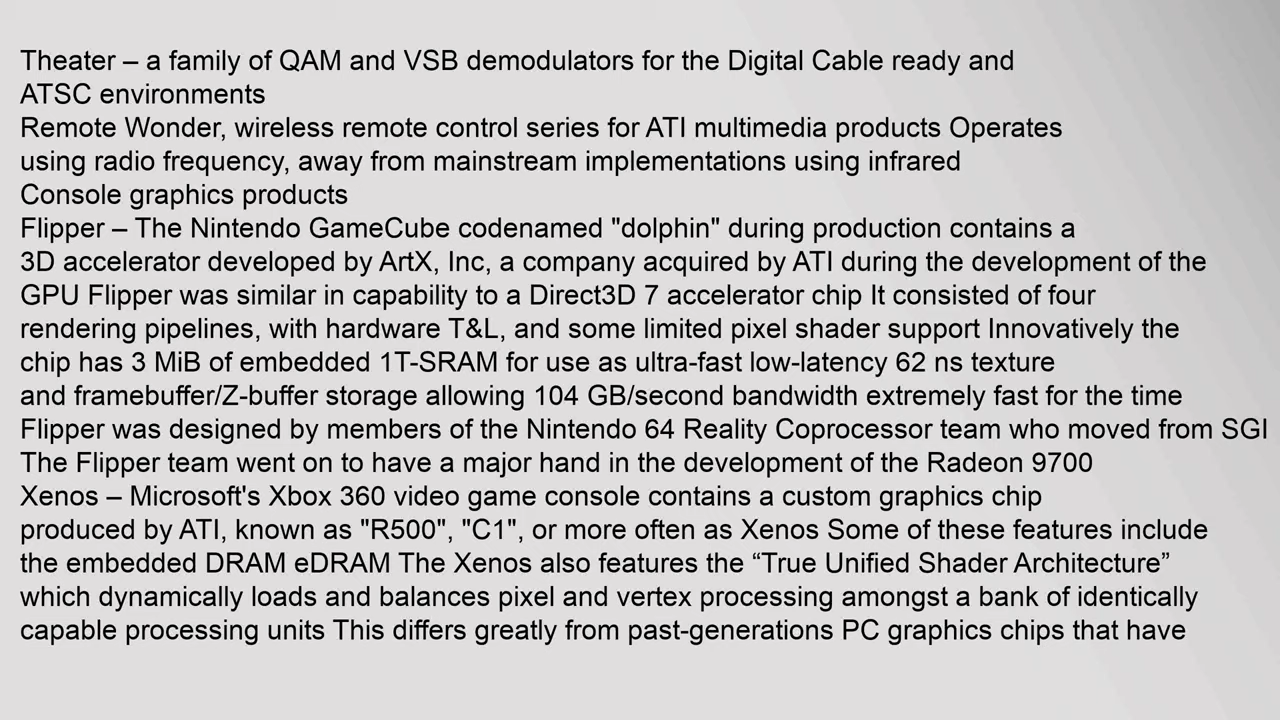 Theater – a family of QAM and VSB demodulators for the Digital Cable ready and
ATSC environments
Remote Wonder, wireless remote control series for ATI multimedia products Operates
using radio frequency, away from mainstream implementations using infrared
Console graphics products
Flipper – The Nintendo GameCube codenamed "dolphin" during production contains a
3D accelerator developed by ArtX, Inc, a company acquired by ATI during the development of the
GPU Flipper was similar in capability to a Direct3D 7 accelerator chip It consisted of four
rendering pipelines, with hardware T&L, and some limited pixel shader support Innovatively the
chip has 3 MiB of embedded 1T-SRAM for use as ultra-fast low-latency 62 ns texture
and framebuffer/Z-buffer storage allowing 104 GB/second bandwidth extremely fast for the time
Flipper was designed by members of the Nintendo 64 Reality Coprocessor team who moved from SGI
The Flipper team went on to have a major hand in the development of the Radeon 9700
Xenos – Microsoft's Xbox 360 video game console contains a custom graphics chip
produced by ATI, known as "R500", "C1", or more often as Xenos Some of these features include
the embedded DRAM eDRAM The Xenos also features the “True Unified Shader Architecture”
which dynamically loads and balances pixel and vertex processing amongst a bank of identically
capable processing units This differs greatly from past-generations PC graphics chips that have